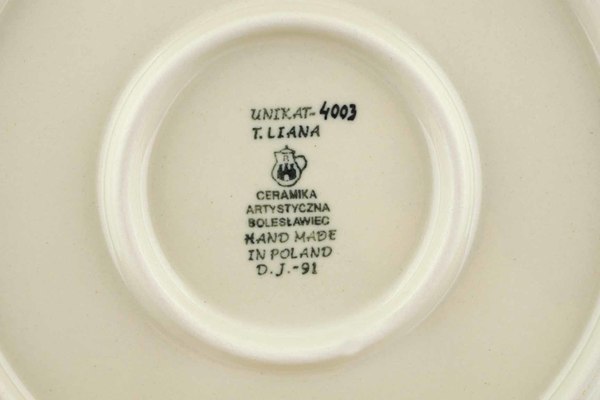 UNIKAT-4003
T. LIANA
B
CERAMIKA
ARTYSTYCZNA
BOLESŁAWIEC
HAND MADE
IN POLAND
D.J.-91